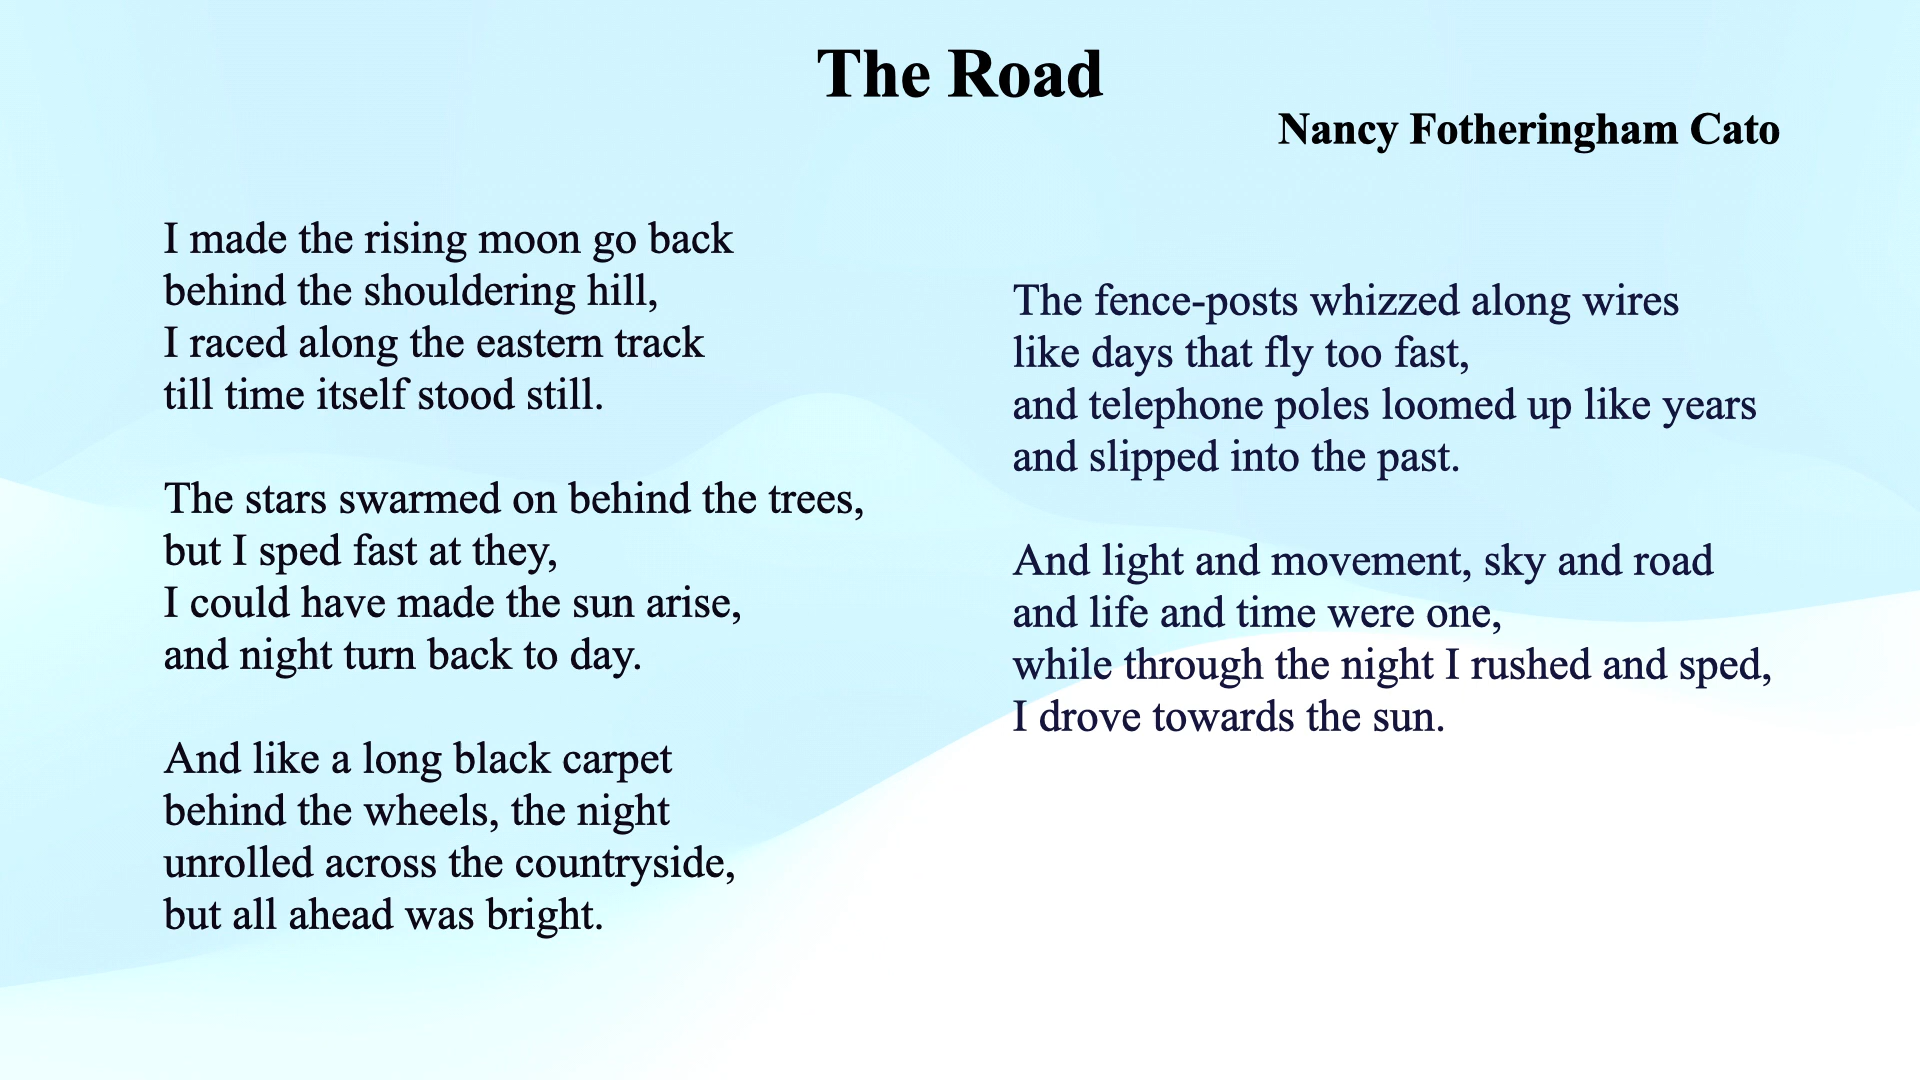 The Road
Nancy Fotheringham Cato
I made the rising moon go back
behind the shouldering hill,
I raced along the eastern track
till time itself stood still.
The stars swarmed on behind the trees,
but I sped fast at they,
I could have made the sun arise,
and night turn back to day.
And like a long black carpet
behind the wheels, the night
unrolled across the countryside,
but all ahead was bright.
The fence-posts whizzed along wires
like days that fly too fast,
and telephone poles loomed up like years
and slipped into the past.
And light and movement, sky and road
and life and time were one,
while through the night I rushed and sped,
I drove towards the sun.